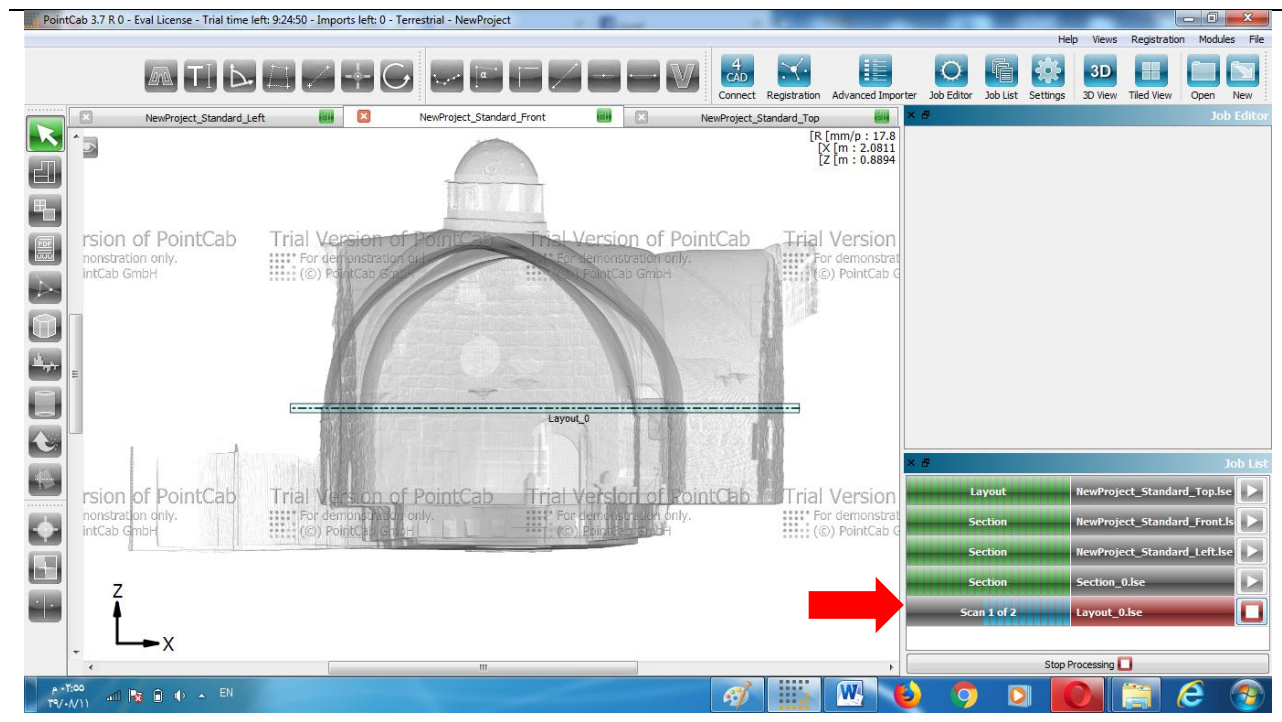 PointCab 3.7 R 0 - Eval License - Trial time left: 9:24:50 - Imports left: 0 - Terrestrial - NewProject
Help Views Registration Modules File
4 CAD 3D
Connect Registration Advanced Importer Job Editor Job List Settings 3D View Tiled View Open New
NewProject_Standard_Left NewProject_Standard_Front NewProject_Standard_Top
Job Editor
[R [mm/p : 17.8
[X [m : 2.0811
[Z [m : 0.8894
rsion of PointCab Trial Version of PointCab Trial Version of PointCab Trial Version
nonstration only. For demonstration only. For demonstration only. For demonstrat
intCab GmbH (©) PointCab GmbH (©) PointCab GmbH (©) PointCab G
Layout_0
rsion of PointCab Trial Version of PointCab Trial Version of PointCab Trial Version
nonstration only. For demonstration only. For demonstration only. For demonstrat
intCab GmbH (©) PointCab GmbH (©) PointCab GmbH (©) PointCab G
Z
X
Job List
Layout NewProject_Standard_Top.lse
Section NewProject_Standard_Front.ls
Section NewProject_Standard_Left.lse
Section Section_0.lse
Scan 1 of 2 Layout_0.lse
Stop Processing
٠٢:٥٥ م
EN